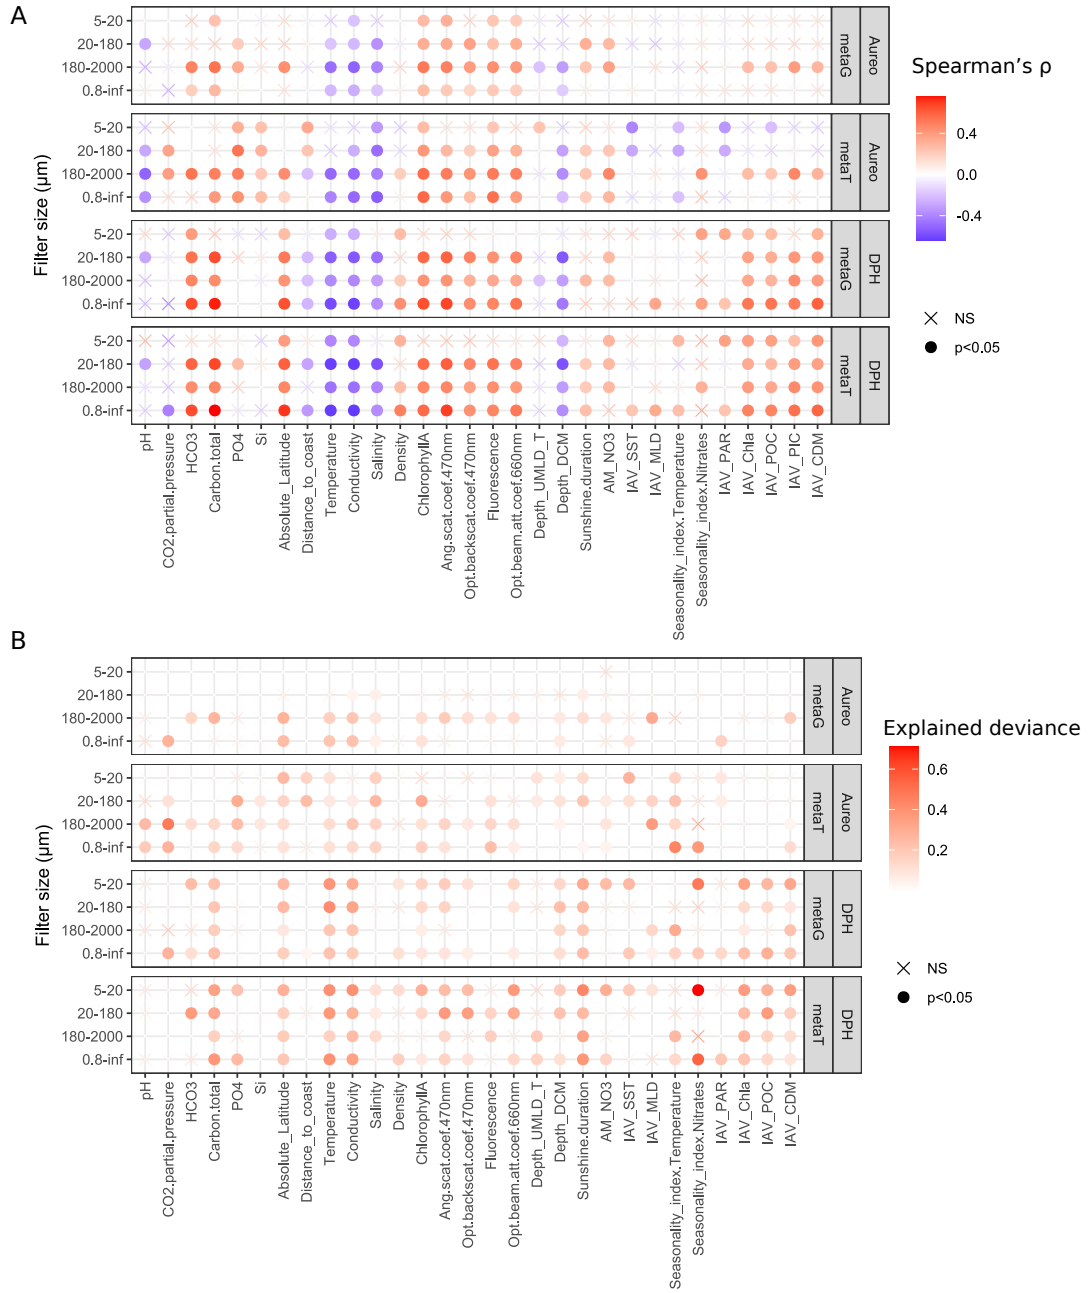 A
Filter size (µm)
5-20
20-180
180-2000
0.8-inf
metaG
Aureo
5-20
20-180
180-2000
0.8-inf
metaT
Aureo
5-20
20-180
180-2000
0.8-inf
metaG
DPH
5-20
20-180
180-2000
0.8-inf
metaT
DPH
pH
CO2.partial.pressure
HCO3
Carbon.total
PO4
Si
Absolute_Latitude
Distance_to_coast
Temperature
Conductivity
Salinity
Density
ChlorophyllA
Ang.scat.coef.470nm
Opt.backscat.coef.470nm
Fluorescence
Opt.beam.att.coef.660nm
Depth_UMLD_T
Depth_DCM
Sunshine.duration
AM_NO3
IAV_SST
IAV_MLD
Seasonality_index.Temperature
Seasonality_index.Nitrates
IAV_PAR
IAV_Chla
IAV_POC
IAV_PIC
IAV_CDM
Spearman's ρ
0.4
0.0
-0.4
NS
p<0.05
B
Filter size (µm)
5-20
20-180
180-2000
0.8-inf
metaG
Aureo
5-20
20-180
180-2000
0.8-inf
metaT
Aureo
5-20
20-180
180-2000
0.8-inf
metaG
DPH
5-20
20-180
180-2000
0.8-inf
metaT
DPH
pH
CO2.partial.pressure
HCO3
Carbon.total
PO4
Si
Absolute_Latitude
Distance_to_coast
Temperature
Conductivity
Salinity
Density
ChlorophyllA
Ang.scat.coef.470nm
Opt.backscat.coef.470nm
Fluorescence
Opt.beam.att.coef.660nm
Depth_UMLD_T
Depth_DCM
Sunshine.duration
AM_NO3
IAV_SST
IAV_MLD
Seasonality_index.Temperature
Seasonality_index.Nitrates
IAV_PAR
IAV_Chla
IAV_POC
IAV_CDM
Explained deviance
0.6
0.4
0.2
NS
p<0.05